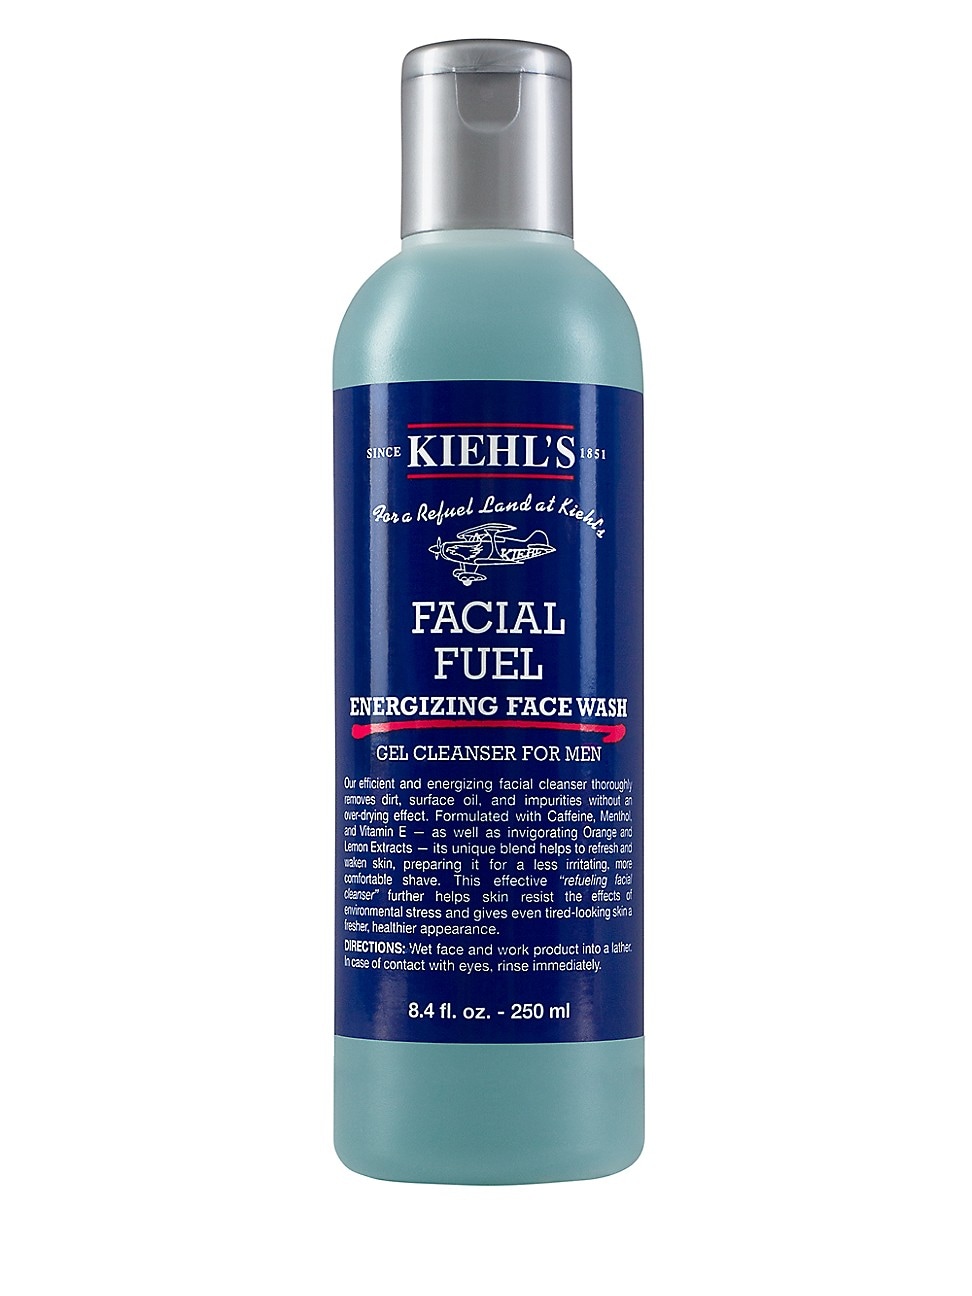 SINCE KIEHL'S 1851
For a Refuel Land at Kiehl's
KIEHL
FACIAL
FUEL
ENERGIZING FACE WASH
GEL CLEANSER FOR MEN
Our efficient and energizing facial cleanser thoroughly
removes dirt, surface oil, and impurities without an
over-drying effect. Formulated with Caffeine, Menthol,
and Vitamin E — as well as invigorating Orange and
Lemon Extracts — its unique blend helps to refresh and
waken skin, preparing it for a less irritating, more
comfortable shave. This effective "refueling facial
cleanser" further helps skin resist the effects of
environmental stress and gives even tired-looking skin a
fresher, healthier appearance.
DIRECTIONS: Wet face and work product into a lather.
In case of contact with eyes, rinse immediately.
8.4 fl. oz. - 250 ml